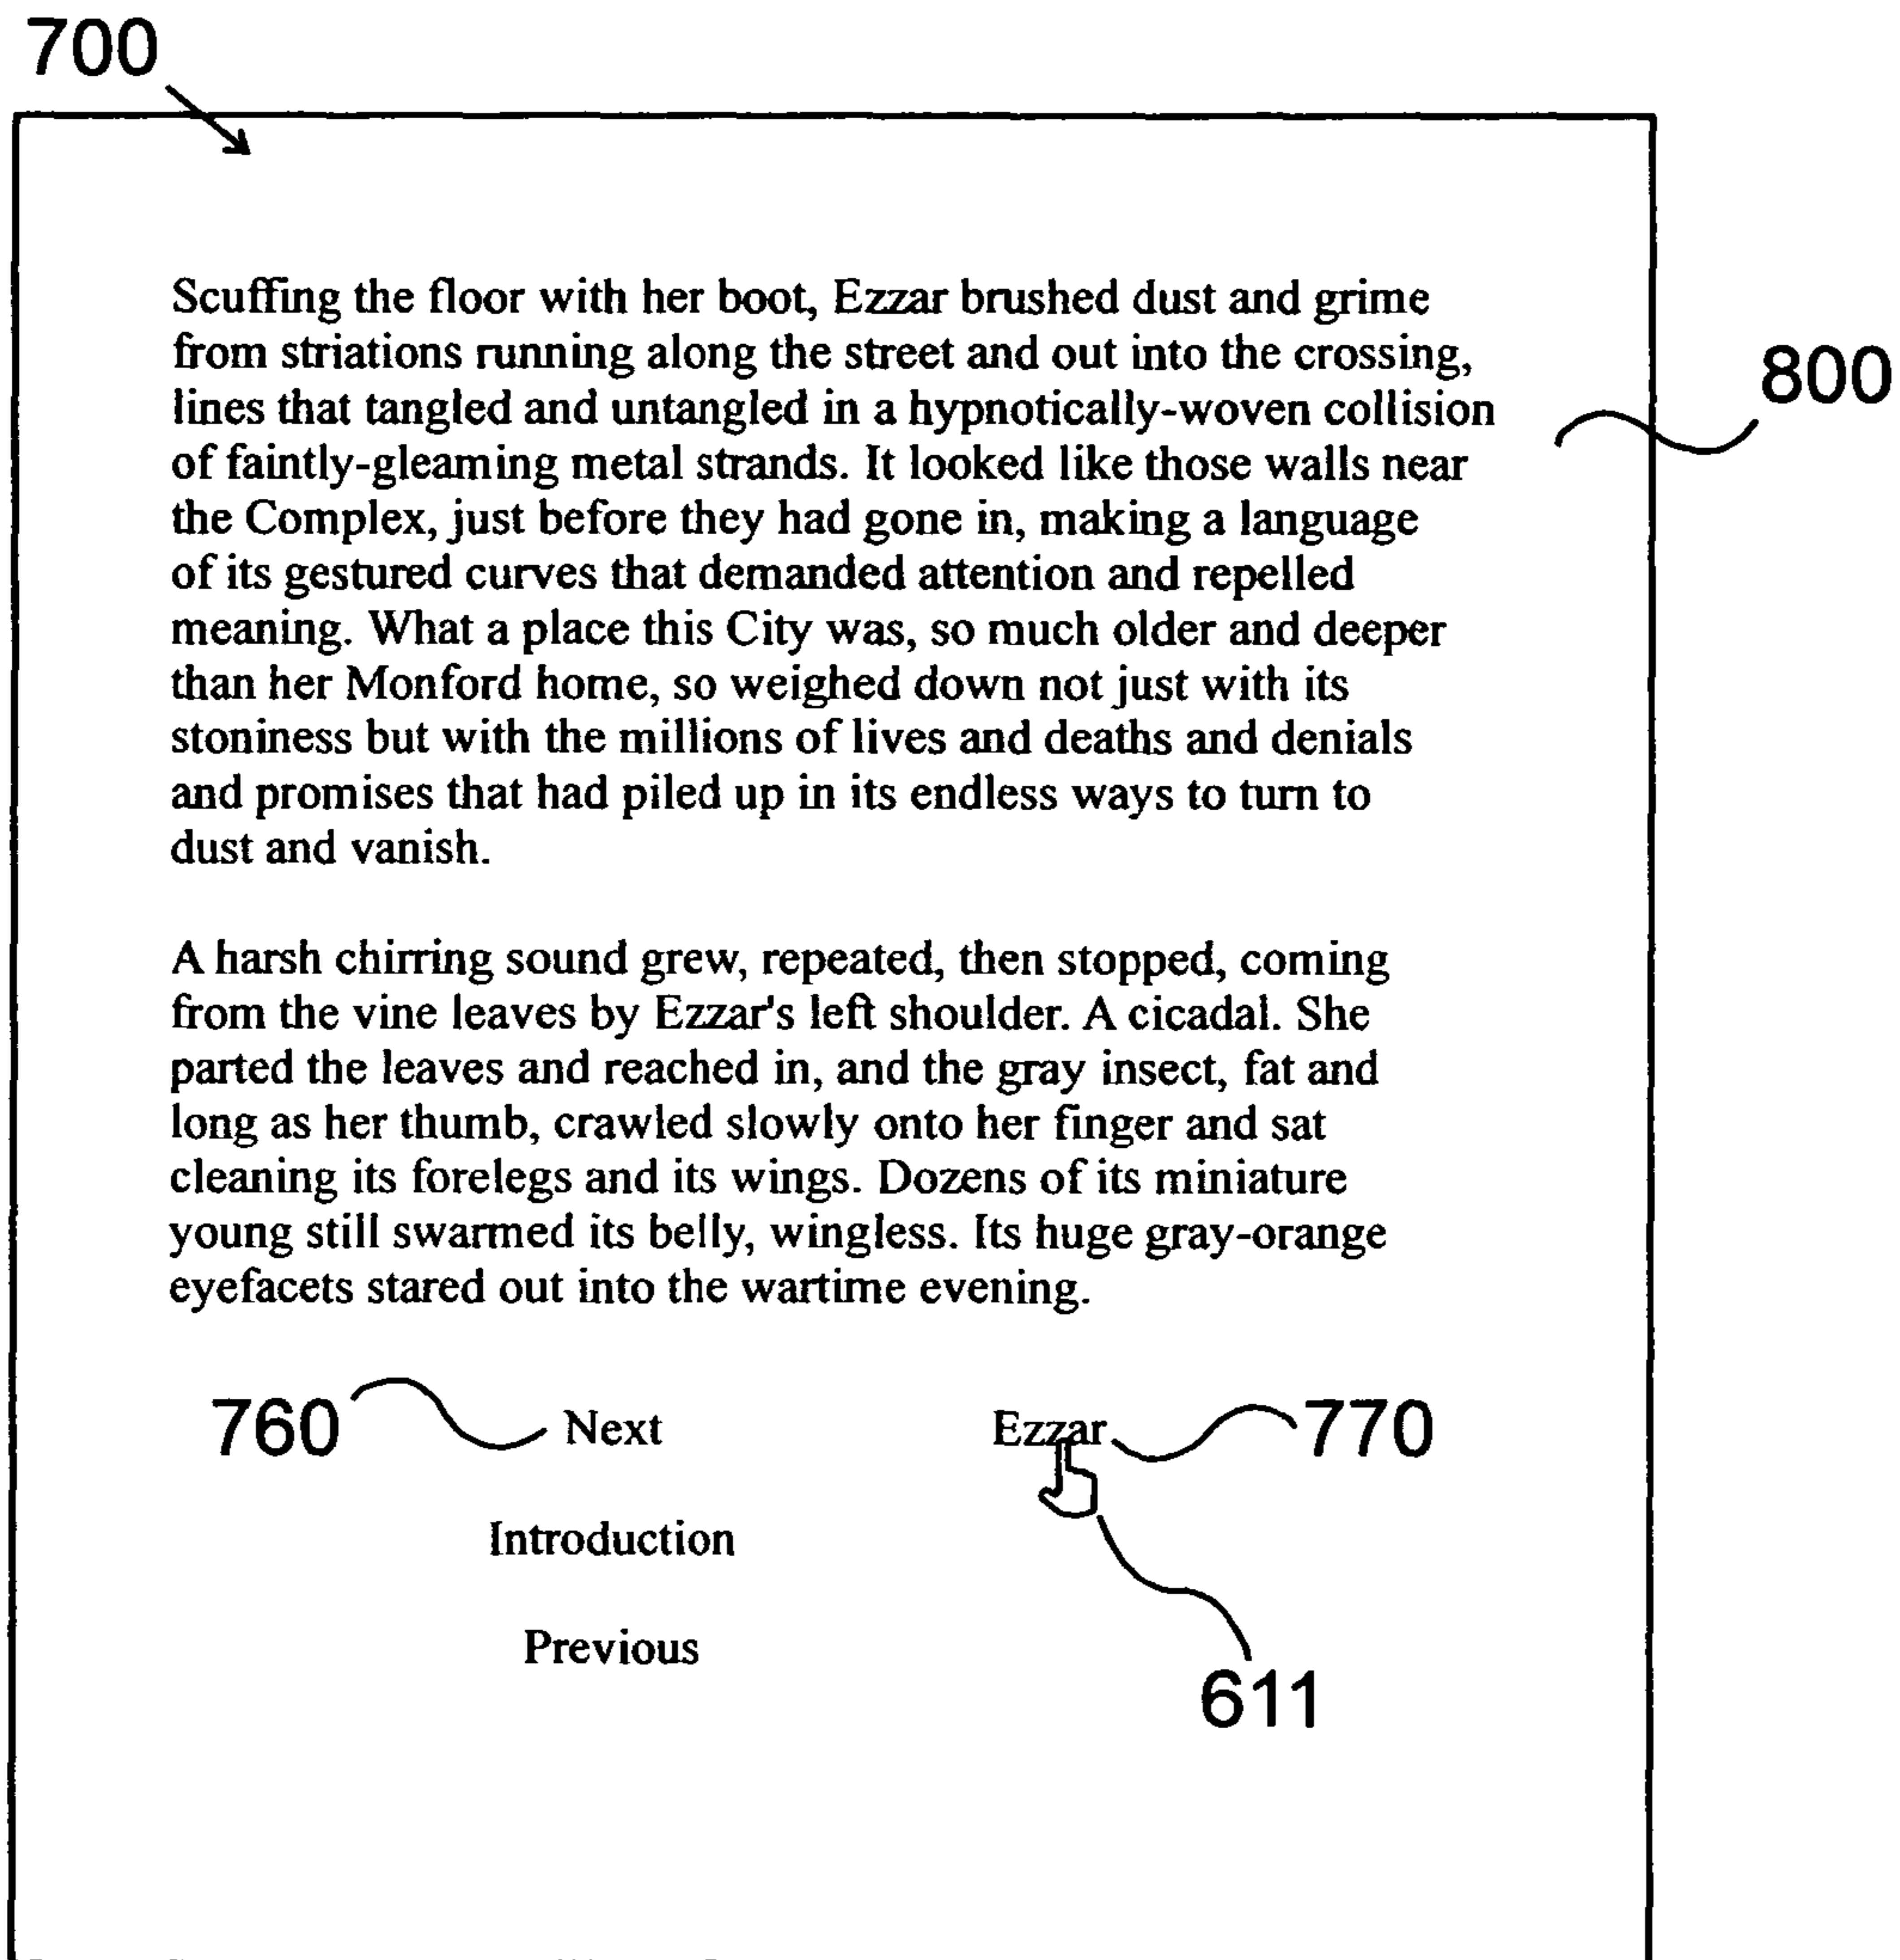 700
Scuffing the floor with her boot, Ezzar brushed dust and grime
from striations running along the street and out into the crossing,
800
lines that tangled and untangled in a hypnotically-woven collision
of faintly-gleaming metal strands. It looked like those walls near
the Complex, just before they had gone in, making a language
of its gestured curves that demanded attention and repelled
meaning. What a place this City was, so much older and deeper
than her Monford home, so weighed down not just with its
stoniness but with the millions of lives and deaths and denials
and promises that had piled up in its endless ways to turn to
dust and vanish.
A harsh chirring sound grew, repeated, then stopped, coming
from the vine leaves by Ezzar's left shoulder. A cicadal. She
parted the leaves and reached in, and the gray insect, fat and
long as her thumb, crawled slowly onto her finger and sat
cleaning its forelegs and its wings. Dozens of its miniature
young still swarmed its belly, wingless. Its huge gray-orange
eyefacets stared out into the wartime evening.
760 Next Ezzar 770
Introduction
Previous
611